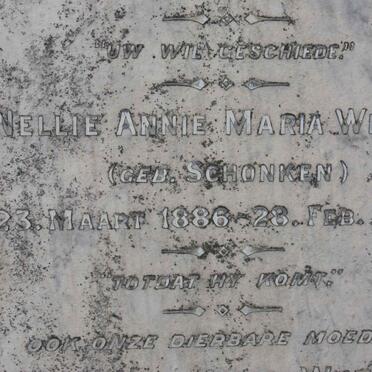 "UW WIL GESCHIEDE."
NELLIE ANNIE MARIA W
(GEB. SCHONKEN)
23. MAART 1886 - 28. FEB.
"TOTDAT HY KOMT."
OOK ONZE DIERBARE MOED